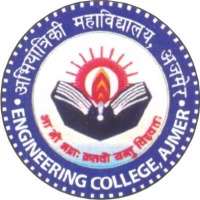 अभियांत्रिकी महाविद्यालय, अजमेर
आ नो भद्राः क्रतवो यन्तु विश्वतः
ENGINEERING COLLEGE, AJMER